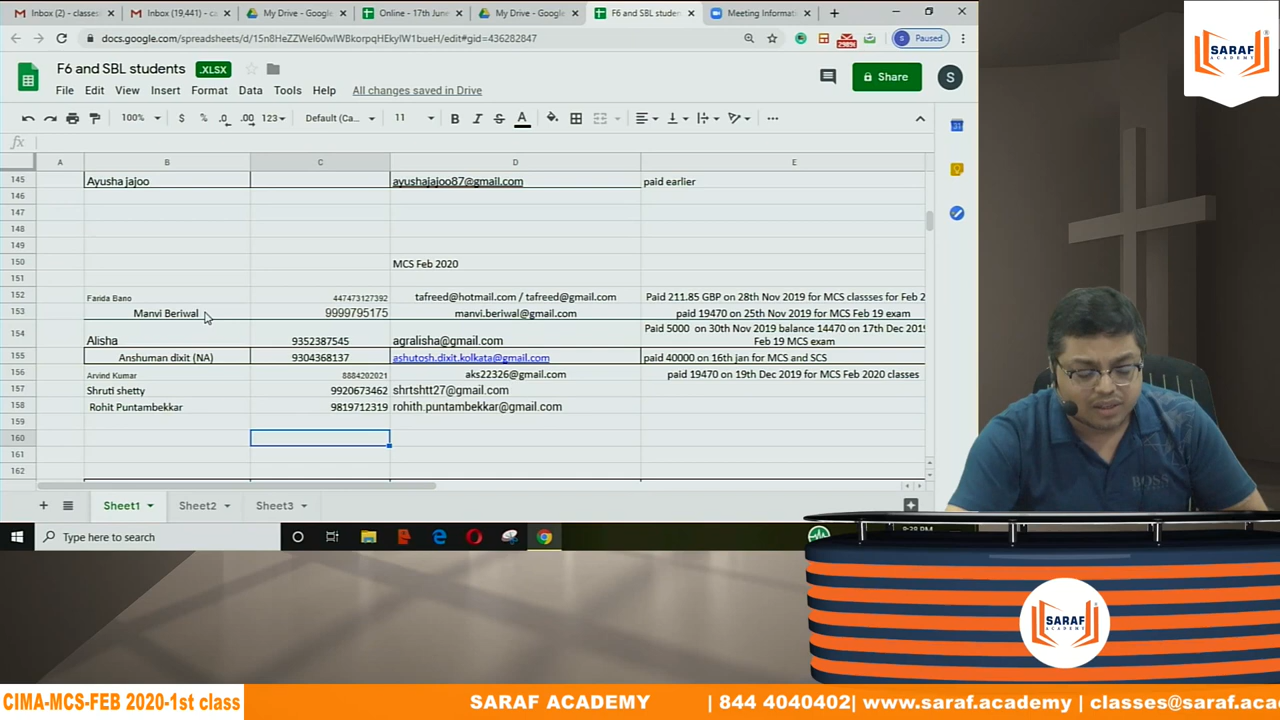 Inbox (2) - classes
Inbox (19,441) - ca
My Drive - Google
Online - 17th June
My Drive - Google
F6 and SBL studen
Meeting Informati
docs.google.com/spreadsheets/d/15n8HeZZWeI60wIWBkorpqHEkyIW1bueH/edit#gid=436282847
Paused
SARAF
ACADEMY
F6 and SBL students
.XLSX
Share
S
File Edit View Insert Format Data Tools Help All changes saved in Drive
100% $ % .0 .00 123 Default (Ca... 11 B I S A
fx
A B C D E
145 Ayusha jajoo ayushajajoo87@gmail.com paid earlier
146
147
148
149
150 MCS Feb 2020
151
152 Farida Bano 447473127392 tafreed@hotmail.com / tafreed@gmail.com Paid 211.85 GBP on 28th Nov 2019 for MCS classses for Feb 2
153 Manvi Beriwal 9999795175 manvi.beriwal@gmail.com paid 19470 on 25th Nov 2019 for MCS Feb 19 exam
154 Alisha 9352387545 agralisha@gmail.com Paid 5000 on 30th Nov 2019 balance 14470 on 17th Dec 2019
Feb 19 MCS exam
155 Anshuman dixit (NA) 9304368137 ashutosh.dixit.kolkata@gmail.com paid 40000 on 16th jan for MCS and SCS
156 Arvind Kumar 8884202021 aks22326@gmail.com paid 19470 on 19th Dec 2019 for MCS Feb 2020 classes
157 Shruti shetty 9920673462 shrtshtt27@gmail.com
158 Rohit Puntambekkar 9819712319 rohith.puntambekkar@gmail.com
159
160
161
162
Sheet1 Sheet2 Sheet3
Type here to search
BOSS
SARAF
ACADEMY
CIMA-MCS-FEB 2020-1st class
SARAF ACADEMY | 844 4040402| www.saraf.academy | classes@saraf.aca